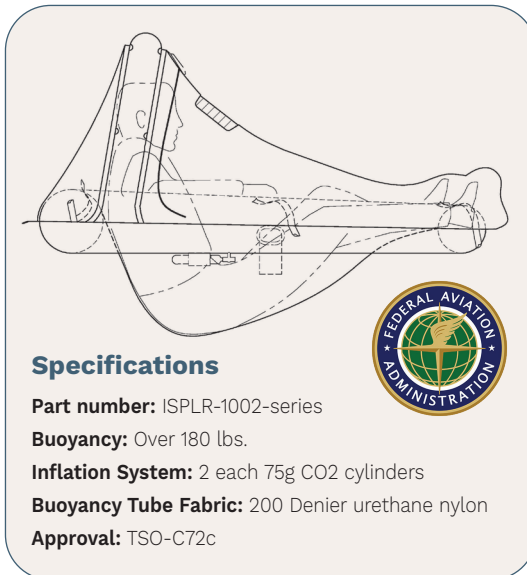 FEDERAL AVIATION
ADMINISTRATION
Specifications
Part number: ISPLR-1002-series
Buoyancy: Over 180 lbs.
Inflation System: 2 each 75g CO2 cylinders
Buoyancy Tube Fabric: 200 Denier urethane nylon
Approval: TSO-C72c